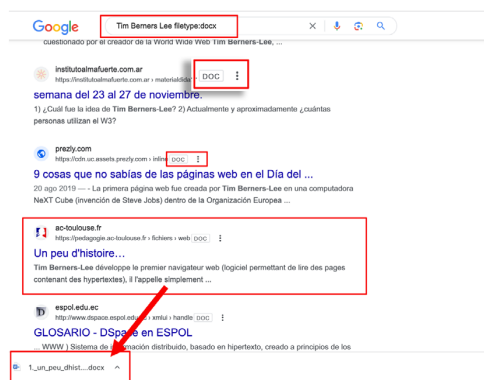 Google
Tim Berners Lee filetype:docx
cuestionado por el creador de la World Wide Web Tim Berners-Lee, ...
institutoalmafuerte.com.ar
https://institutoalmafuerte.com.ar › materialdida DOC
semana del 23 al 27 de noviembre.
1) ¿Cuál fue la idea de Tim Berners-Lee? 2) Actualmente y aproximadamente ¿cuántas
personas utilizan el W3?
prezly.com
https://cdn.uc.assets.prezly.com › inline DOC
9 cosas que no sabías de las páginas web en el Día del ...
20 ago 2019 — - La primera página web fue creada por Tim Berners-Lee en una computadora
NeXT Cube (invención de Steve Jobs) dentro de la Organización Europea ...
ac-toulouse.fr
https://pedagogie.ac-toulouse.fr › fichiers › web DOC
Un peu d'histoire…
Tim Berners-Lee développe le premier navigateur web (logiciel permettant de lire des pages
contenant des hypertextes), il l'appelle simplement ...
espol.edu.ec
http://www.dspace.espol.edu.ec › xmlui › handle DOC
GLOSARIO - DSpace en ESPOL
... WWW ) Sistema de información distribuido, basado en hipertexto, creado a principios de los
1._un_peu_dhist....docx